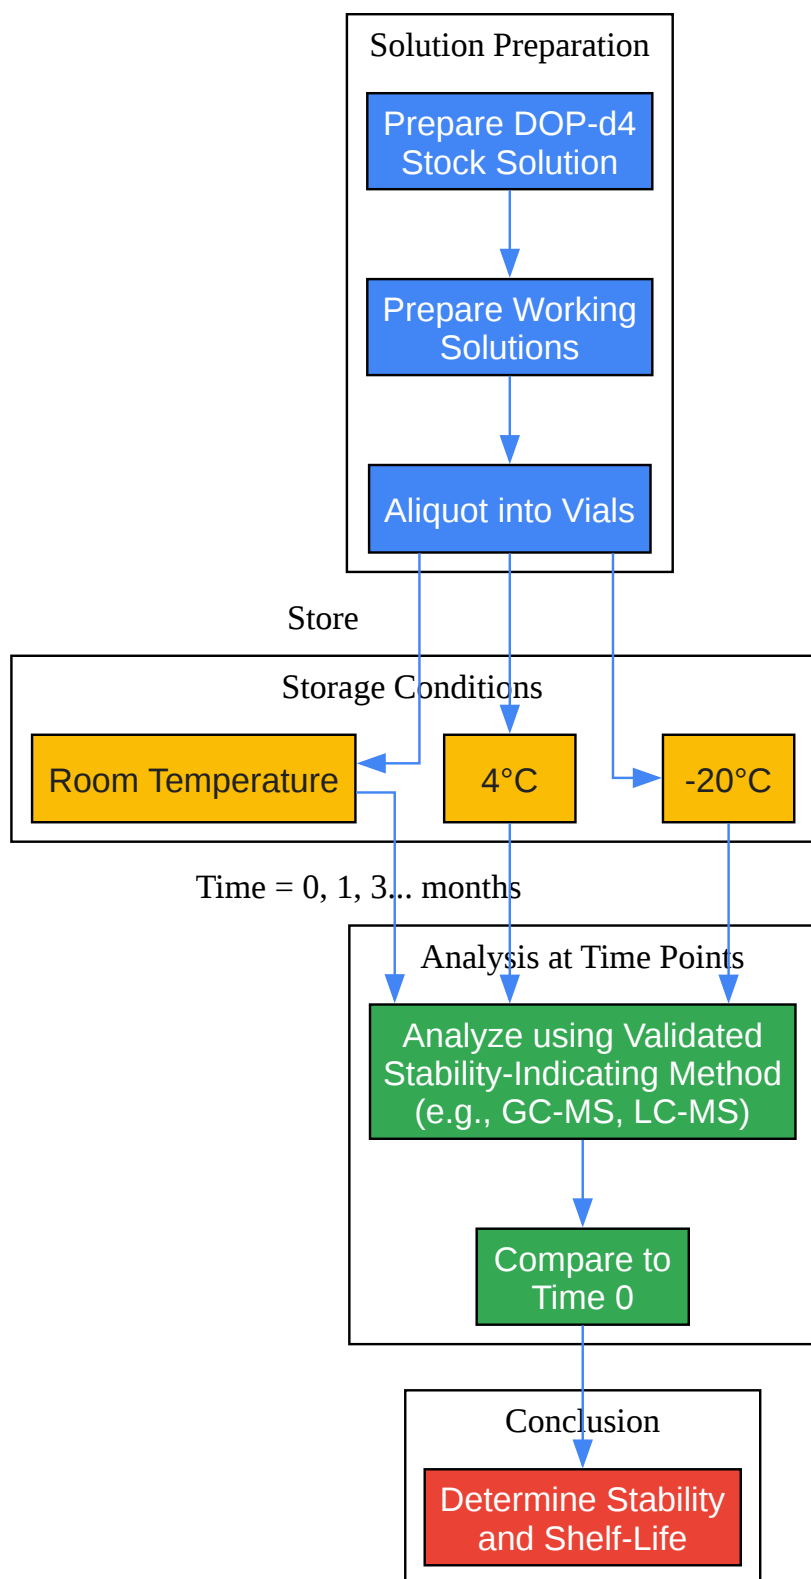 Solution Preparation
Prepare DOP-d4
Stock Solution
Prepare Working
Solutions
Aliquot into Vials
Store
Storage Conditions
Room Temperature
4°C
-20°C
Time = 0, 1, 3... months
Analysis at Time Points
Analyze using Validated
Stability-Indicating Method
(e.g., GC-MS, LC-MS)
Compare to
Time 0
Conclusion
Determine Stability
and Shelf-Life